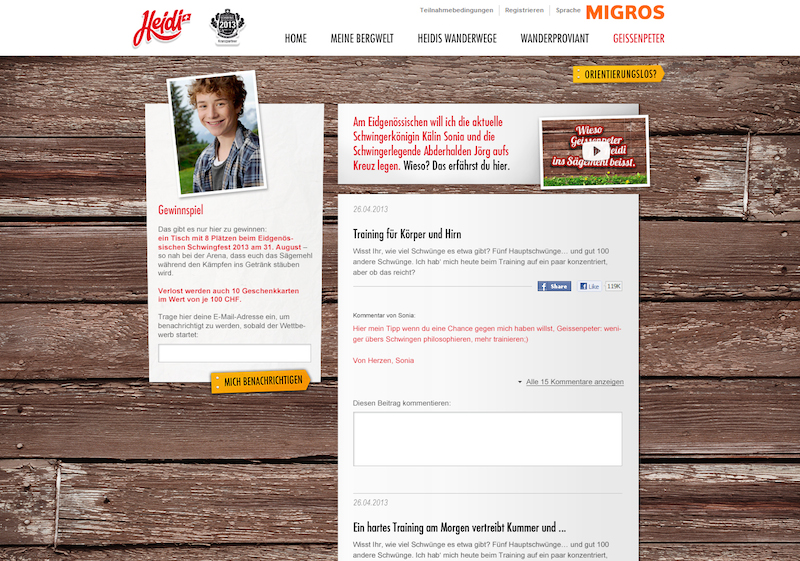 Teilnahmebedingungen Registrieren Sprache MIGROS
Heidi
2013
HOME MEINE BERGWELT HEIDIS WANDERWEGE WANDERPROVIANT GEISSENPETER
ORIENTIERUNGSLOS?
Gewinnspiel
Das gibt es nur hier zu gewinnen:
ein Tisch mit 8 Plätzen beim Eidgenös-
sischen Schwingfest 2013 am 31. August –
so nah bei der Arena, dass euch das Sägemehl
während den Kämpfen ins Getränk stäuben
wird.
Verlost werden auch 10 Geschenkkarten
im Wert von je 100 CHF.
Trage hier deine E-Mail-Adresse ein, um
benachrichtigt zu werden, sobald der Wettbe-
werb startet:
MICH BENACHRICHTIGEN
Am Eidgenössischen will ich die aktuelle
Schwingerkönigin Kälin Sonia und die
Schwingerlegende Abderhalden Jörg aufs
Kreuz legen. Wieso? Das erfährst du hier.
Wieso
Geissenpeter
Heidi
ins Sägemehl beisst.
26.04.2013
Training für Körper und Hirn
Wisst Ihr, wie viel Schwünge es etwa gibt? Fünf Hauptschwünge... und gut 100
andere Schwünge. Ich hab' mich heute beim Training auf ein paar konzentriert,
aber ob das reicht?
Share Like 119K
Kommentar von Sonia:
Hier mein Tipp wenn du eine Chance gegen mich haben willst, Geissenpeter: weni-
ger übers Schwingen philosophieren, mehr trainieren;)
Von Herzen, Sonia
Alle 15 Kommentare anzeigen
Diesen Beitrag kommentieren:
26.04.2013
Ein hartes Training am Morgen vertreibt Kummer und ...
Wisst Ihr, wie viel Schwünge es etwa gibt? Fünf Hauptschwünge... und gut 100
andere Schwünge. Ich hab' mich heute beim Training auf ein paar konzentriert,